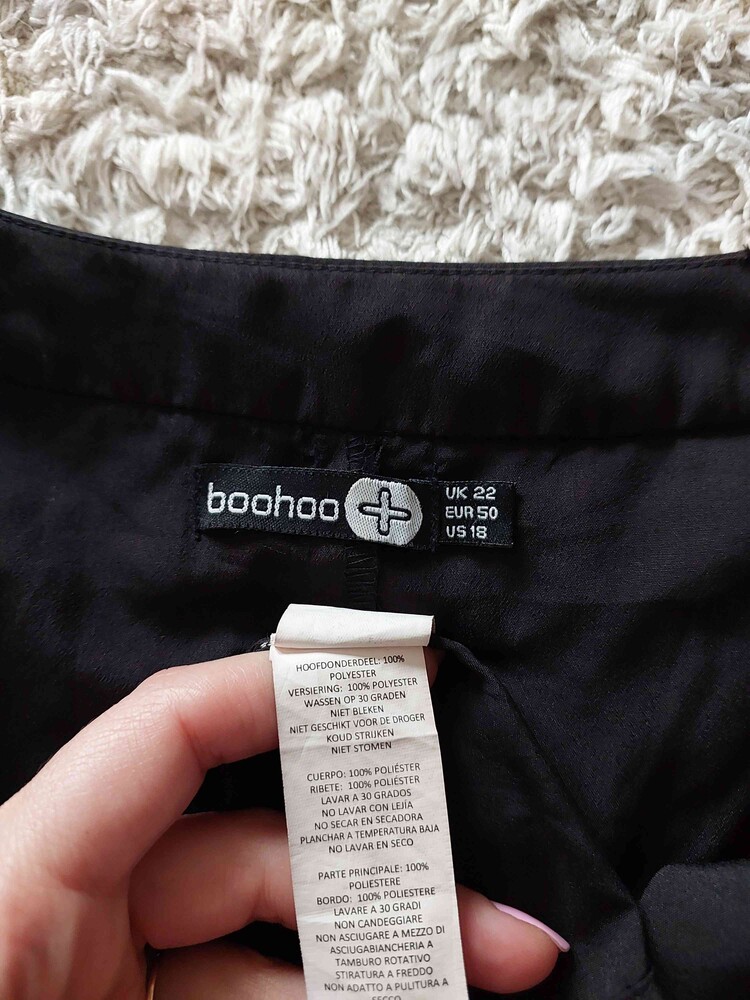 boohoo +
UK 22
EUR 50
US 18
HOOFDONDERDEEL: 100%
POLYESTER
VERSIERING: 100% POLYESTER
WASSEN OP 30 GRADEN
NIET BLEKEN
NIET GESCHIKT VOOR DE DROGER
KOUD STRIJKEN
NIET STOMEN
CUERPO: 100% POLIÉSTER
RIBETE: 100% POLIÉSTER
LAVAR A 30 GRADOS
NO LAVAR CON LEJÍA
NO SECAR EN SECADORA
PLANCHAR A TEMPERATURA BAJA
NO LAVAR EN SECO
PARTE PRINCIPALE: 100%
POLIESTERE
BORDO: 100% POLIESTERE
LAVARE A 30 GRADI
NON CANDEGGIARE
NON ASCIUGARE A MEZZO DI
ASCIUGABIANCHERIA A
TAMBURO ROTATIVO
STIRATURA A FREDDO
NON ADATTO A PULITURA A
SECCO